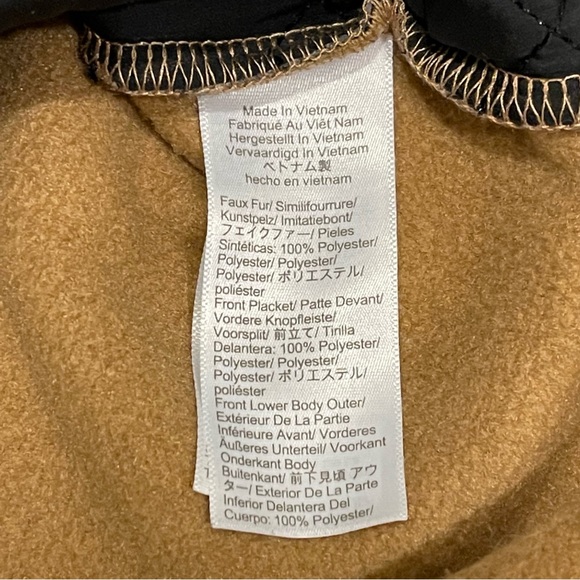 Made In Vietnam
Fabriqué Au Viêt Nam
Hergestellt In Vietnam
Vervaardigd In Vietnam
ベトナム製
hecho en vietnam
Faux Fur/ Similifourrure/
Kunstpelz/ Imitatiebont/
フェイクファー/ Pieles
Sintéticas: 100% Polyester/
Polyester/ Polyester/
Polyester/ ポリエステル/
poliéster
Front Placket/ Patte Devant/
Vordere Knopfleiste/
Voorsplit/ 前立て/ Tirilla
Delantera: 100% Polyester/
Polyester/ Polyester/
Polyester/ ポリエステル/
poliéster
Front Lower Body Outer/
Extérieur De La Partie
Inférieure Avant/ Vorderes
Äußeres Unterteil/ Voorkant
Onderkant Body
Buitenkant/ 前下見頃 アウ
ター/ Exterior De La Parte
Inferior Delantera Del
Cuerpo: 100% Polyester/